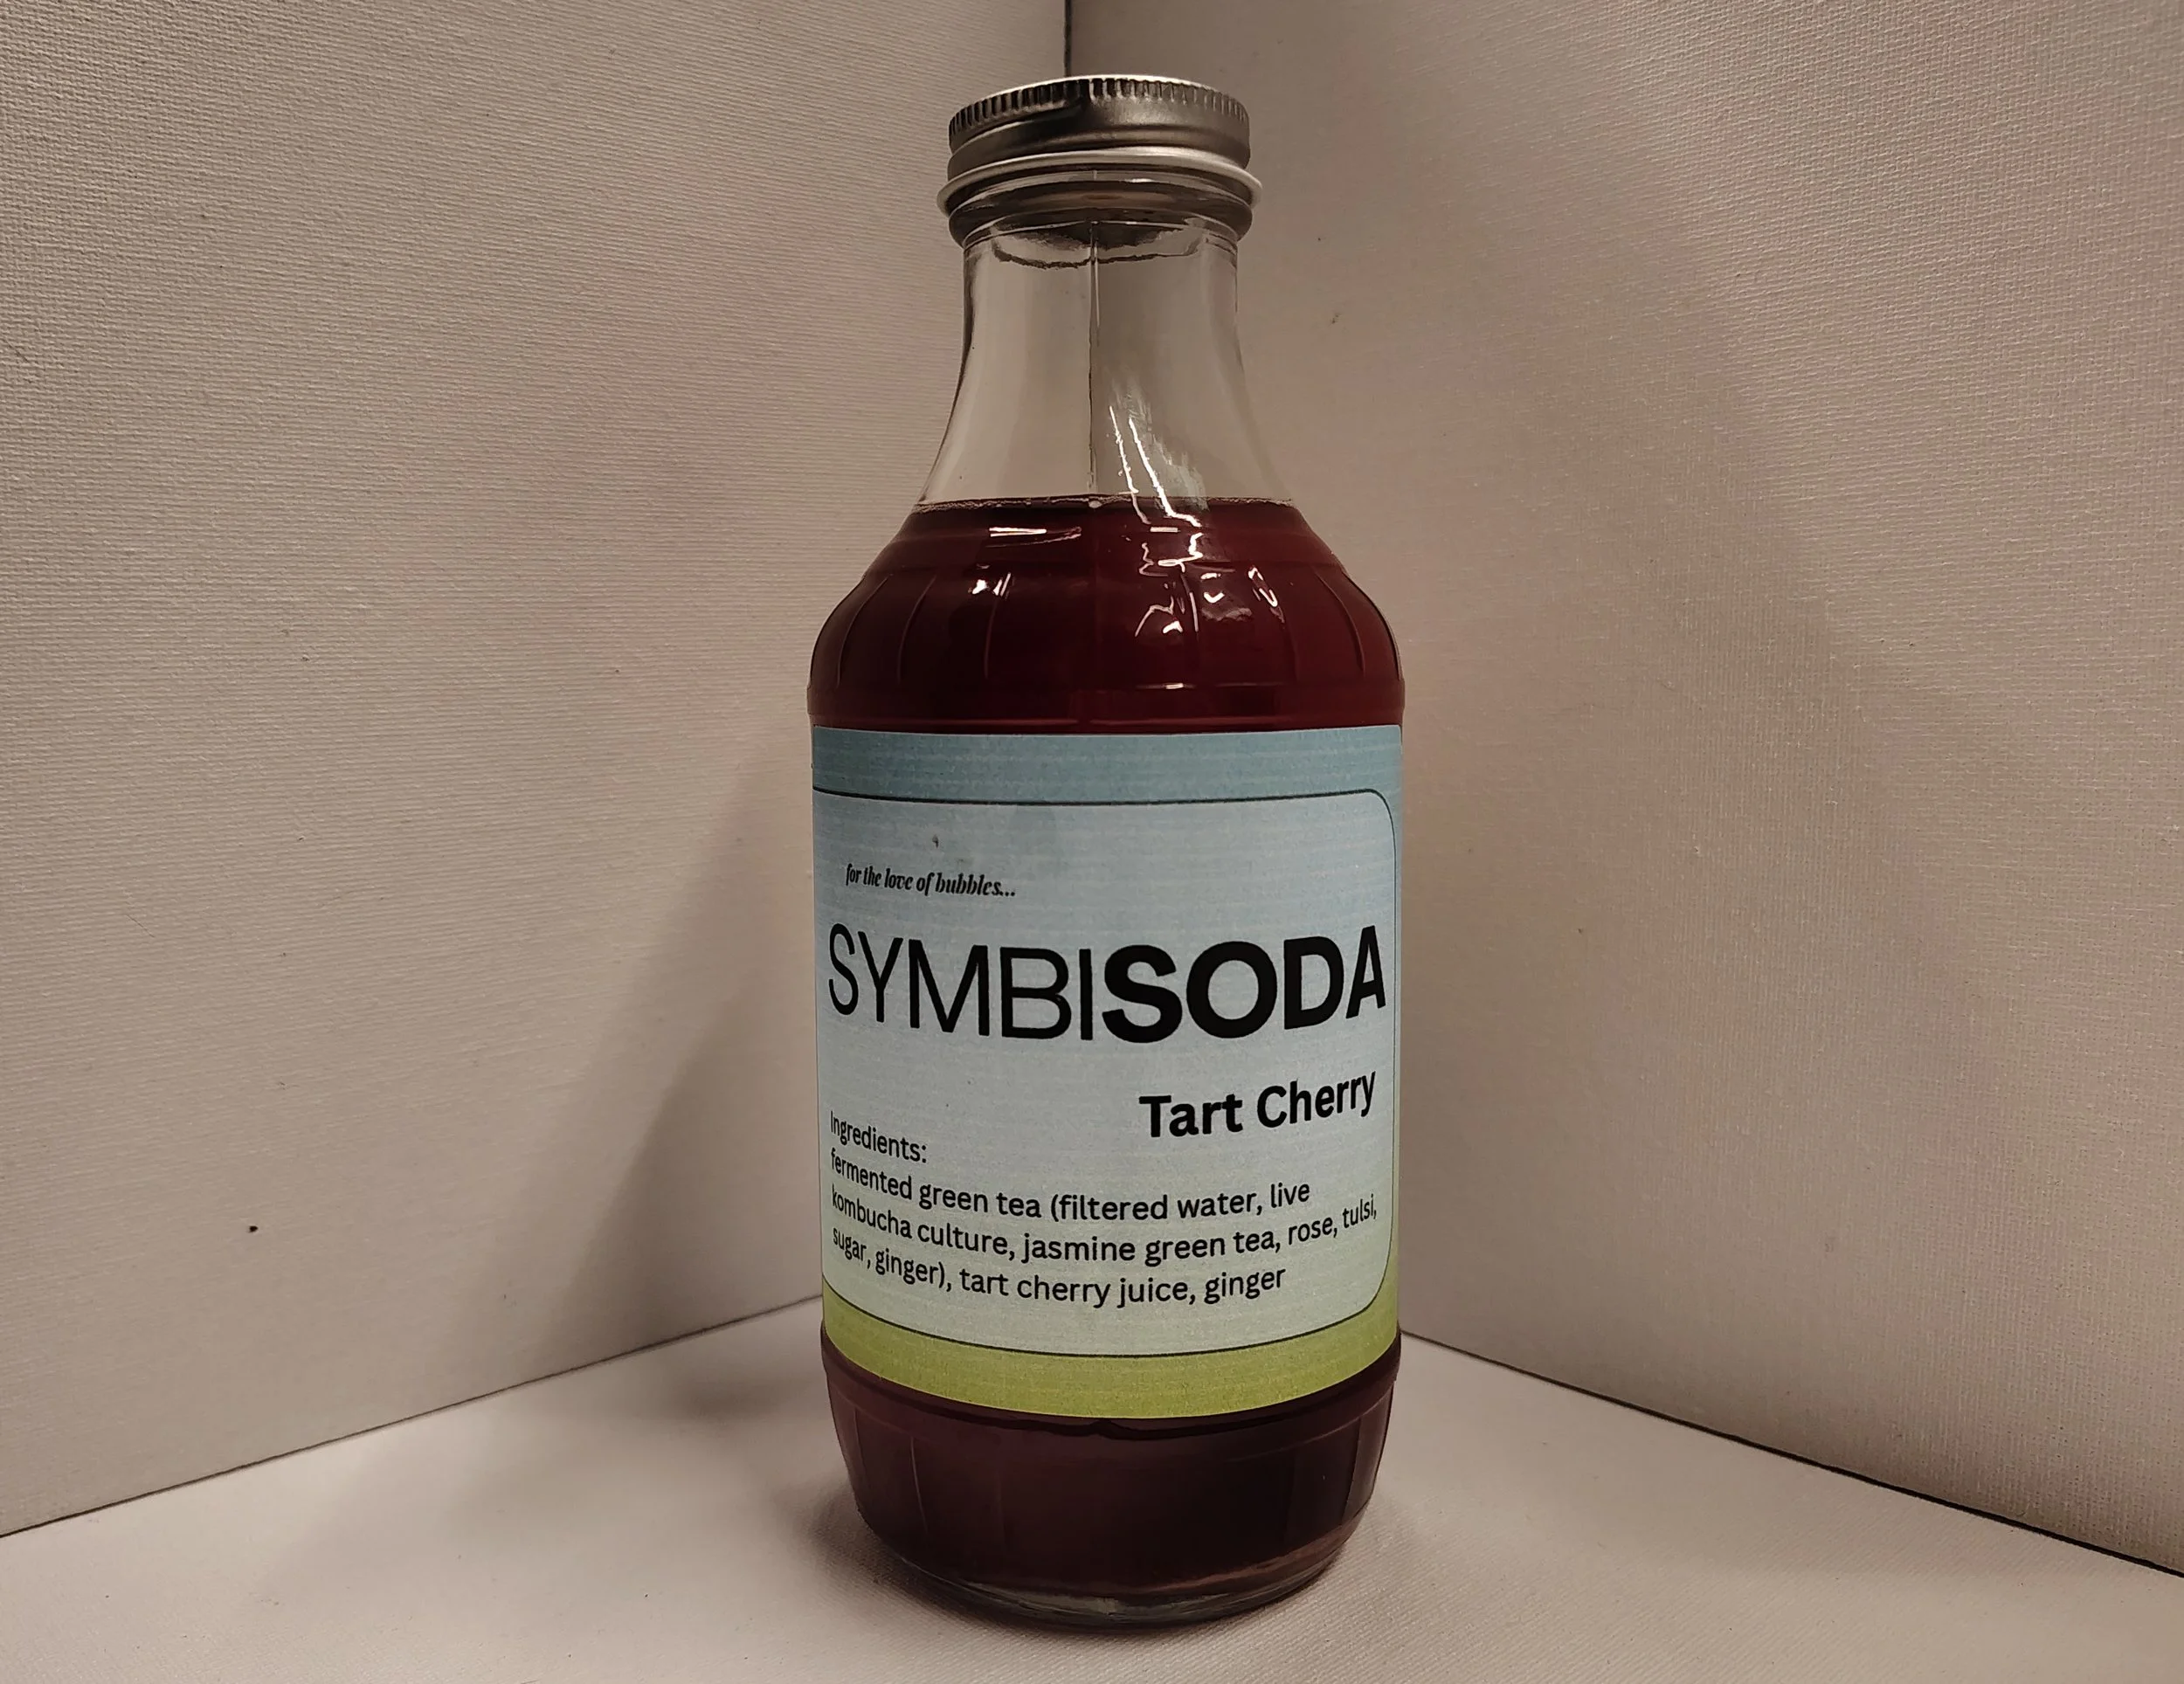 for the love of bubbles...
SYMBISODA
Tart Cherry
Ingredients:
fermented green tea (filtered water, live
kombucha culture, jasmine green tea, rose, tulsi,
sugar, ginger), tart cherry juice, ginger